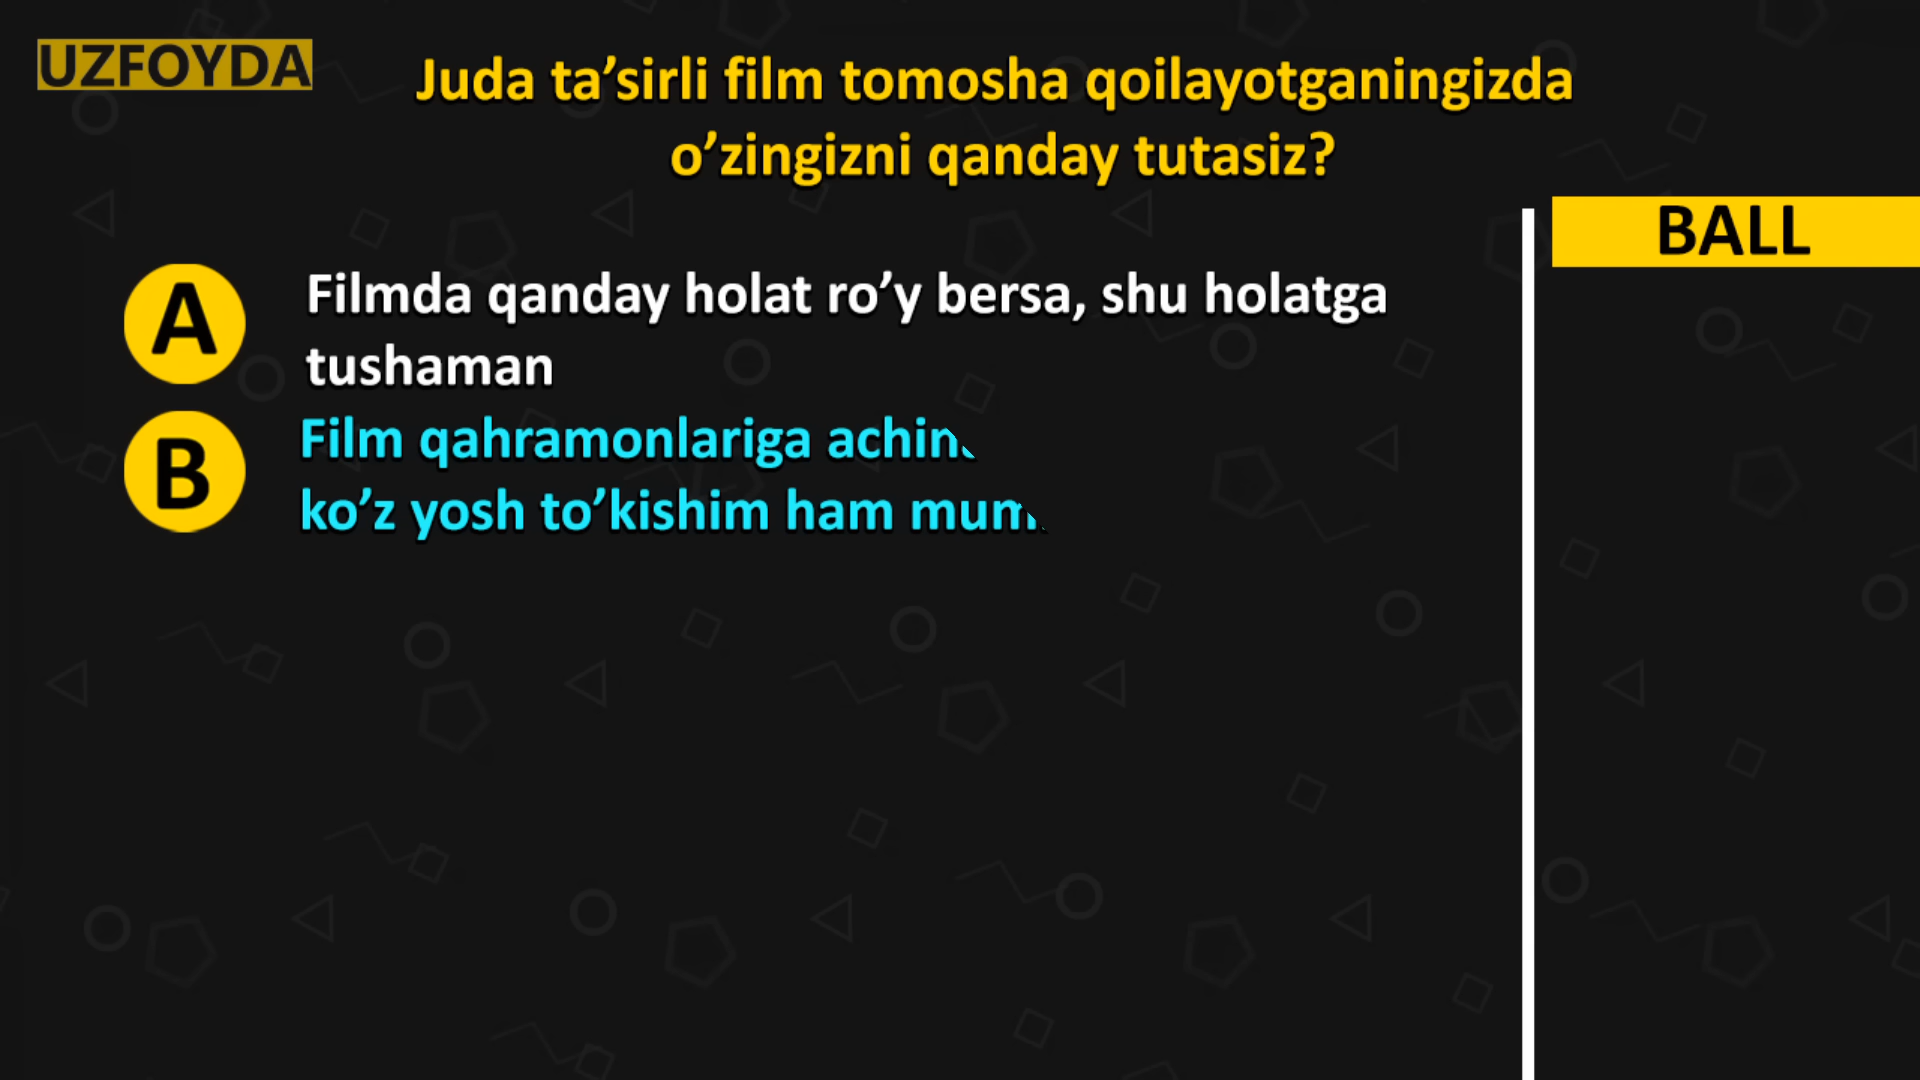 UZFOYDA
Juda ta’sirli film tomosha qoilayotganingizda
o’zingizni qanday tutasiz?
BALL
A
Filmda qanday holat ro’y bersa, shu holatga
tushaman
B
Film qahramonlariga
ko’z yosh to’kishim ham